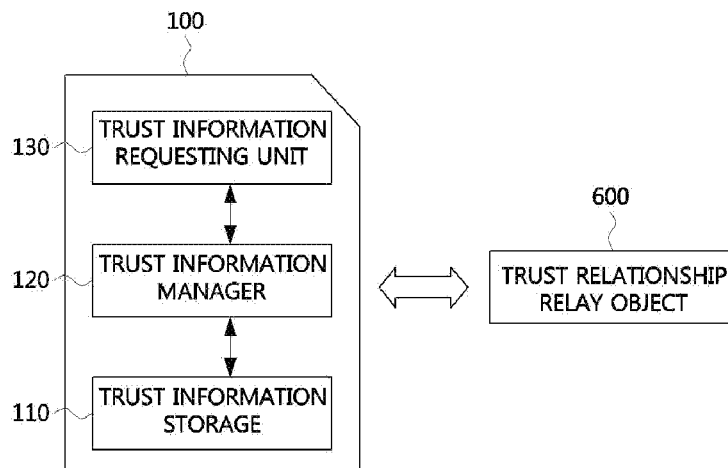 100
130
TRUST INFORMATION
REQUESTING UNIT
120
TRUST INFORMATION
MANAGER
110
TRUST INFORMATION
STORAGE
600
TRUST RELATIONSHIP
RELAY OBJECT